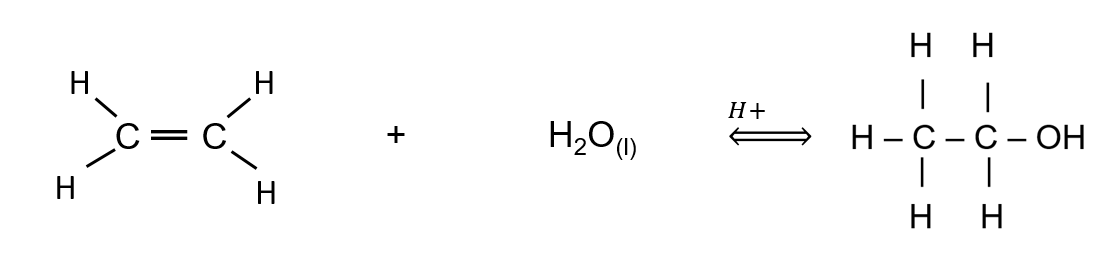 H H
H H H+
C = C + H₂O(l) ⟺ H – C – C – OH
H H
H H